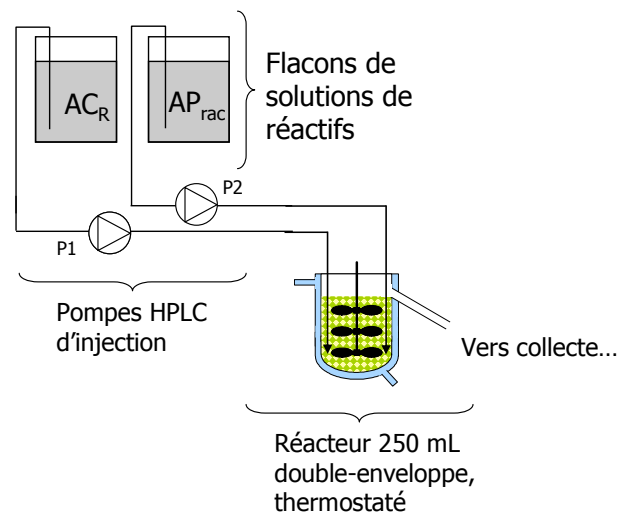 AC_R
AP_rac
Flacons de
solutions de
réactifs
P2
P1
Pompes HPLC
d’injection
Vers collecte…
Réacteur 250 mL
double-enveloppe,
thermostaté